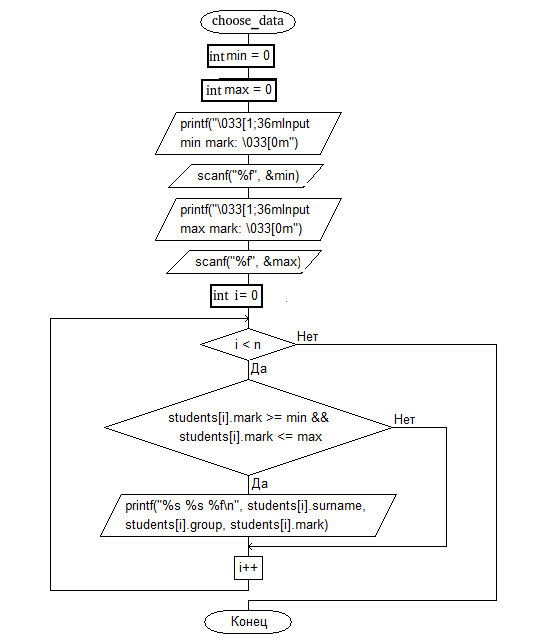 choose_data
int min = 0
int max = 0
printf("\033[1;36mInput
min mark: \033[0m")
scanf("%f", &min)
printf("\033[1;36mInput
max mark: \033[0m")
scanf("%f", &max)
int i= 0
i < n
Нет
Да
students[i].mark >= min &&
students[i].mark <= max
Нет
Да
printf("%s %s %f\n", students[i].surname,
students[i].group, students[i].mark)
i++
Конец